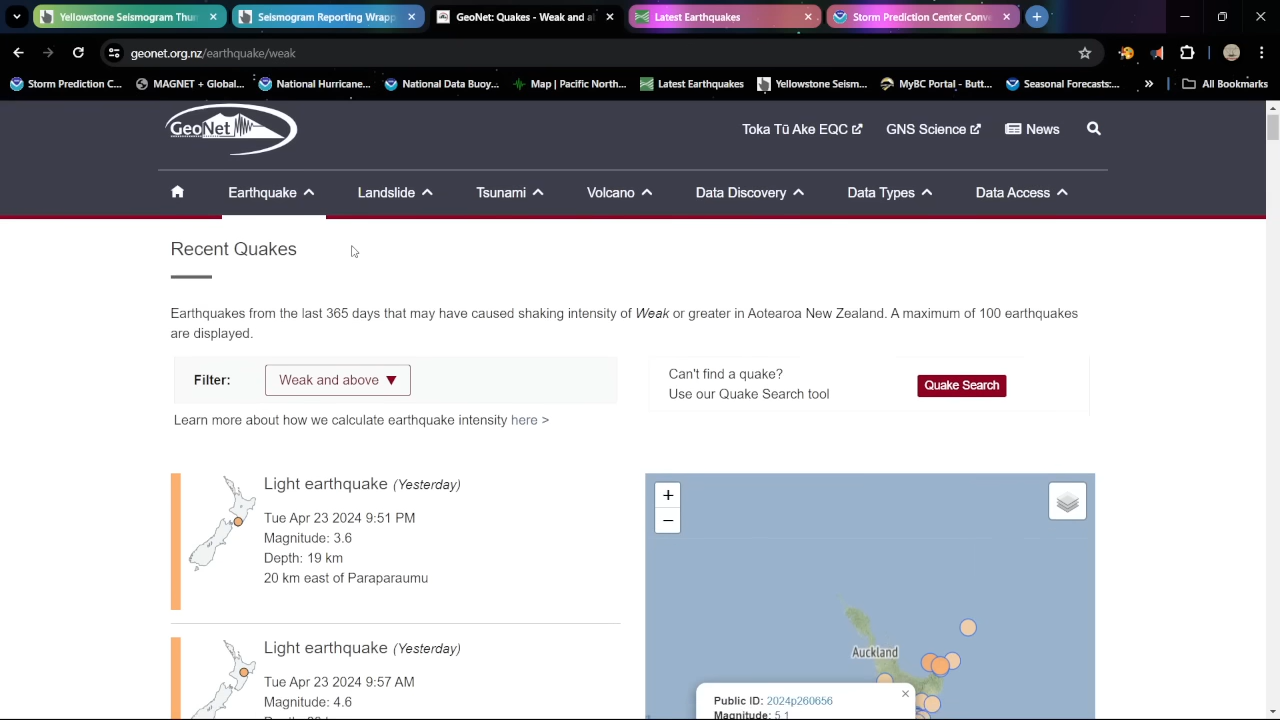 Yellowstone Seismogram Thur
Seismogram Reporting Wrapp
GeoNet: Quakes - Weak and al
Latest Earthquakes
Storm Prediction Center Conve
geonet.org.nz/earthquake/weak
Storm Prediction C...
MAGNET + Global...
National Hurricane...
National Data Buoy...
Map | Pacific North...
Latest Earthquakes
Yellowstone Seism...
MyBC Portal - Butt...
Seasonal Forecasts:...
»
All Bookmarks
GeoNet
Toka Tū Ake EQC
GNS Science
News
Earthquake
Landslide
Tsunami
Volcano
Data Discovery
Data Types
Data Access
Recent Quakes
Earthquakes from the last 365 days that may have caused shaking intensity of Weak or greater in Aotearoa New Zealand. A maximum of 100 earthquakes
are displayed.
Filter:
Weak and above ▼
Can't find a quake?
Use our Quake Search tool
Quake Search
Learn more about how we calculate earthquake intensity here >
Light earthquake (Yesterday)
Tue Apr 23 2024 9:51 PM
Magnitude: 3.6
Depth: 19 km
20 km east of Paraparaumu
Light earthquake (Yesterday)
Tue Apr 23 2024 9:57 AM
Magnitude: 4.6
+
−
Auckland
Public ID: 2024p260656
Magnitude: 5.1